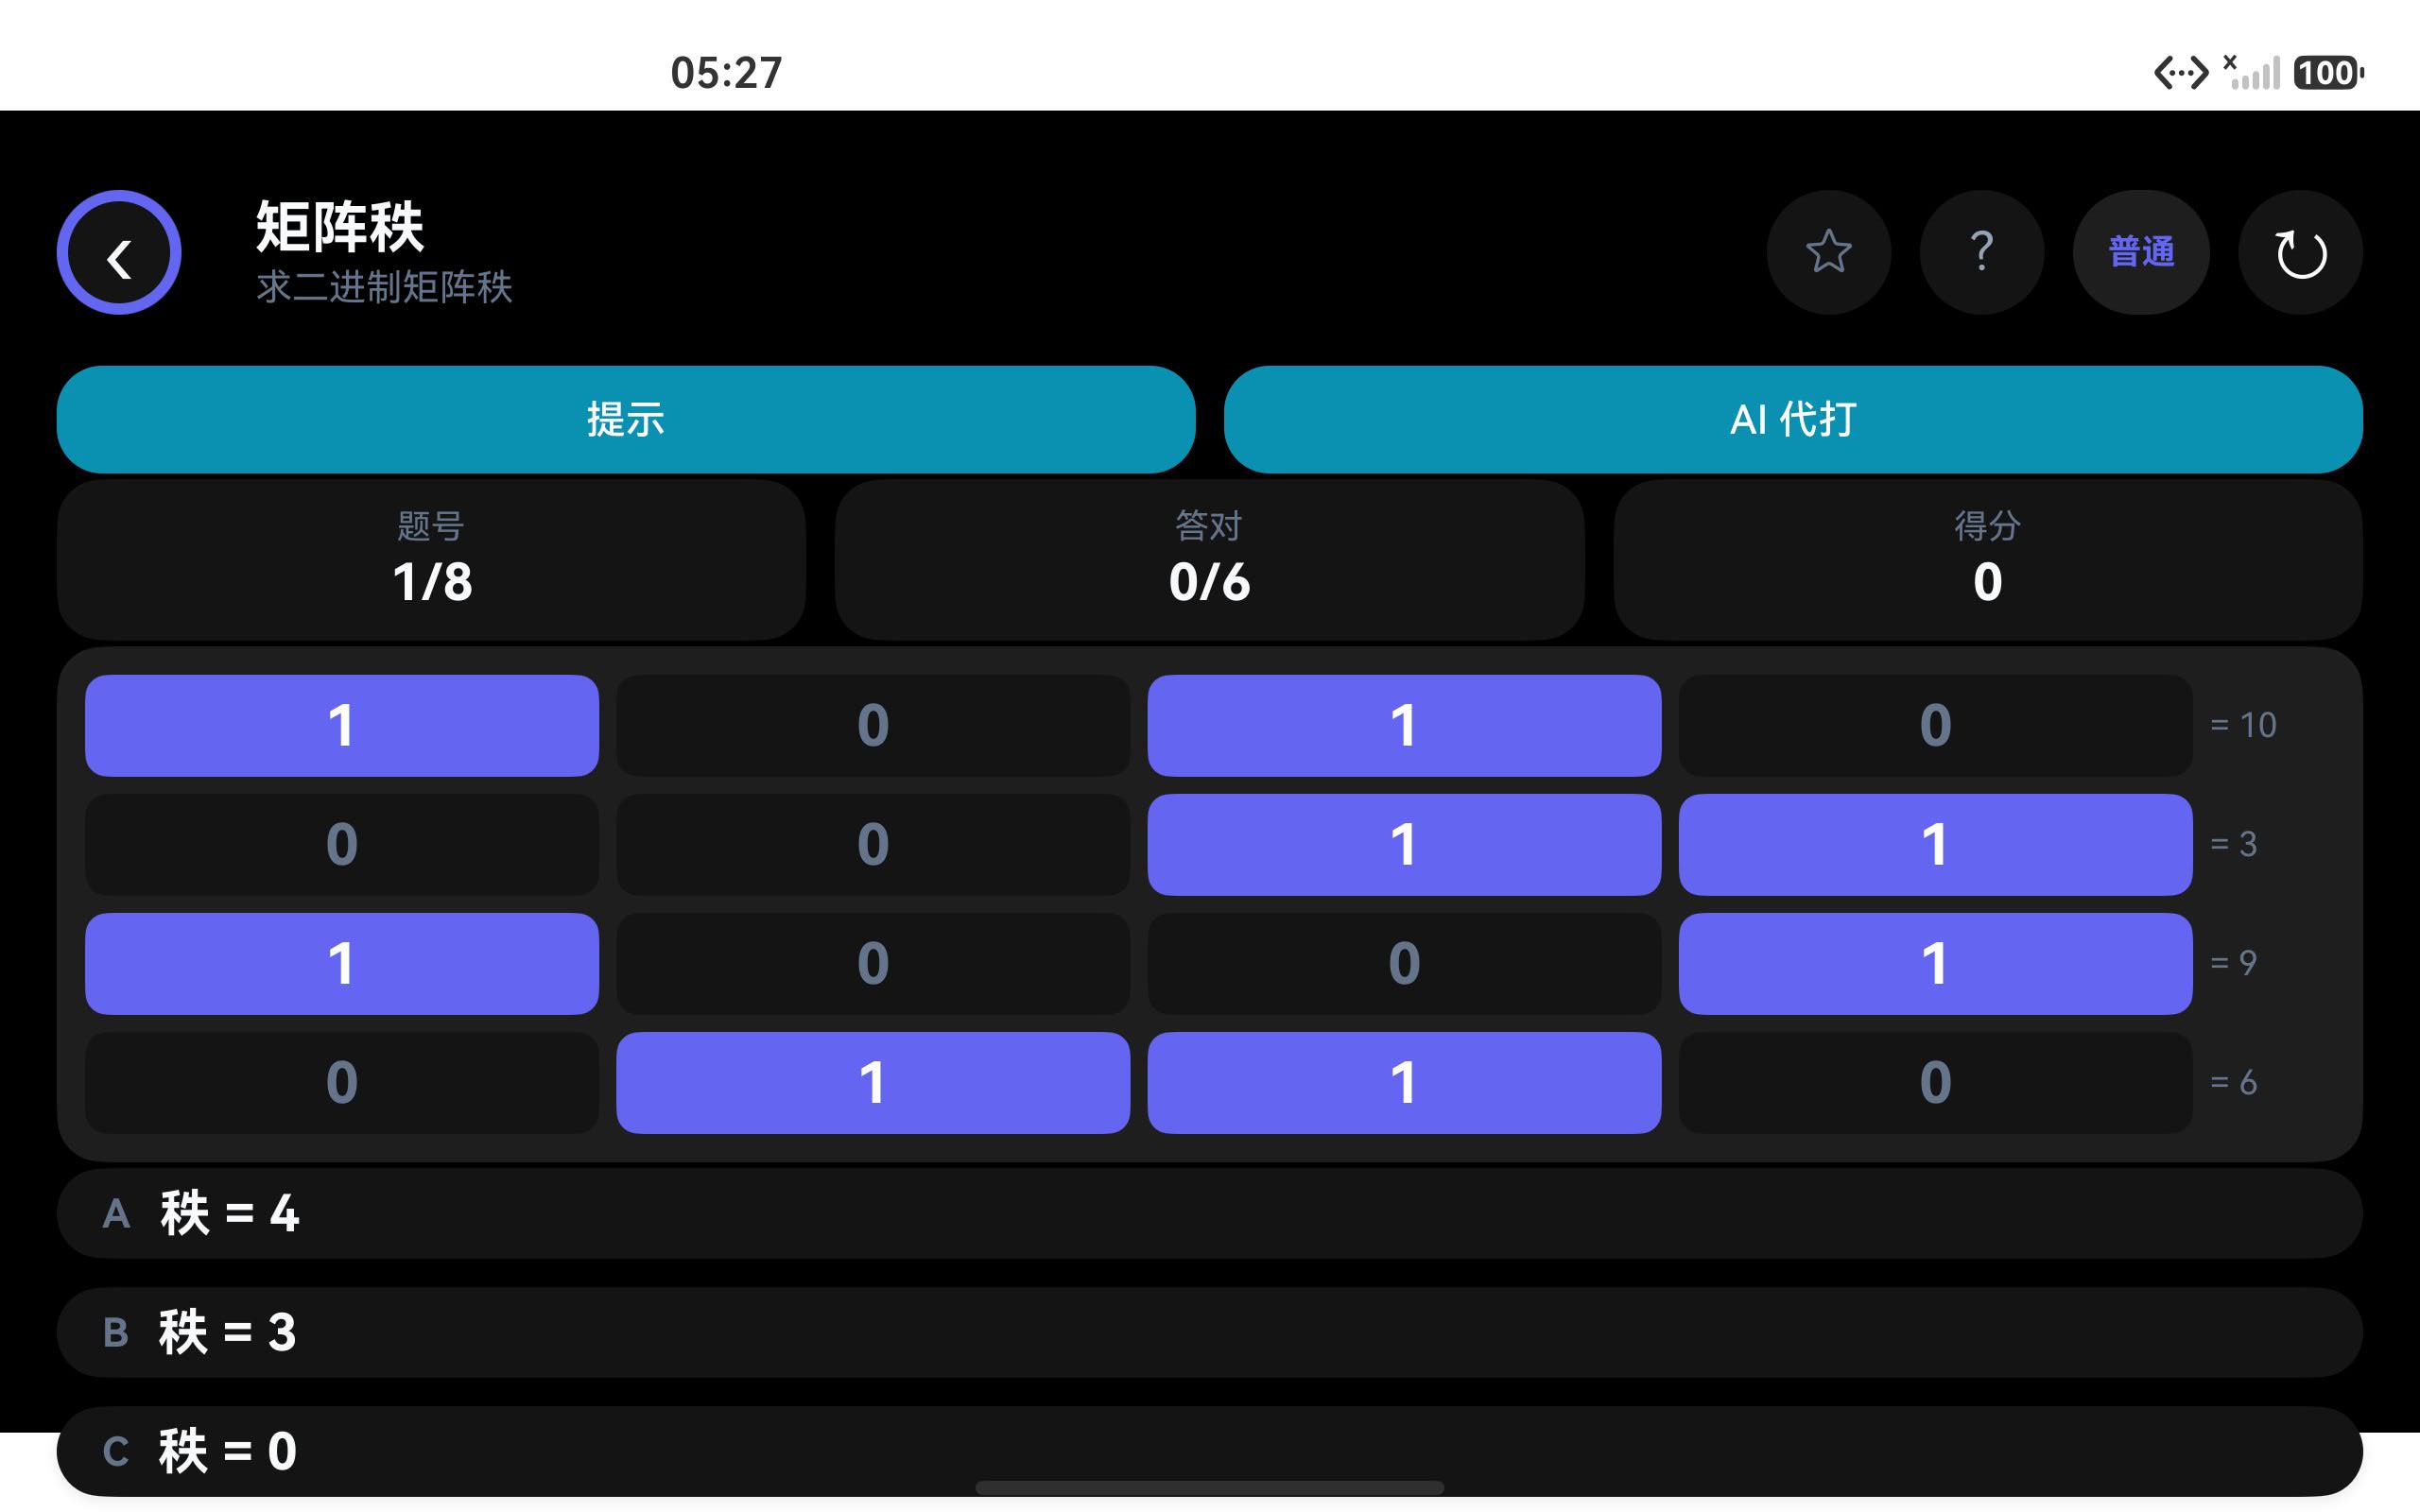 05:27
100
矩阵秩
求二进制矩阵秩
?
普通
提示
AI 代打
题号
答对
得分
1/8
0/6
0
1 0 1 0 = 10
0 0 1 1 = 3
1 0 0 1 = 9
0 1 1 0 = 6
A 秩 = 4
B 秩 = 3
C 秩 = 0